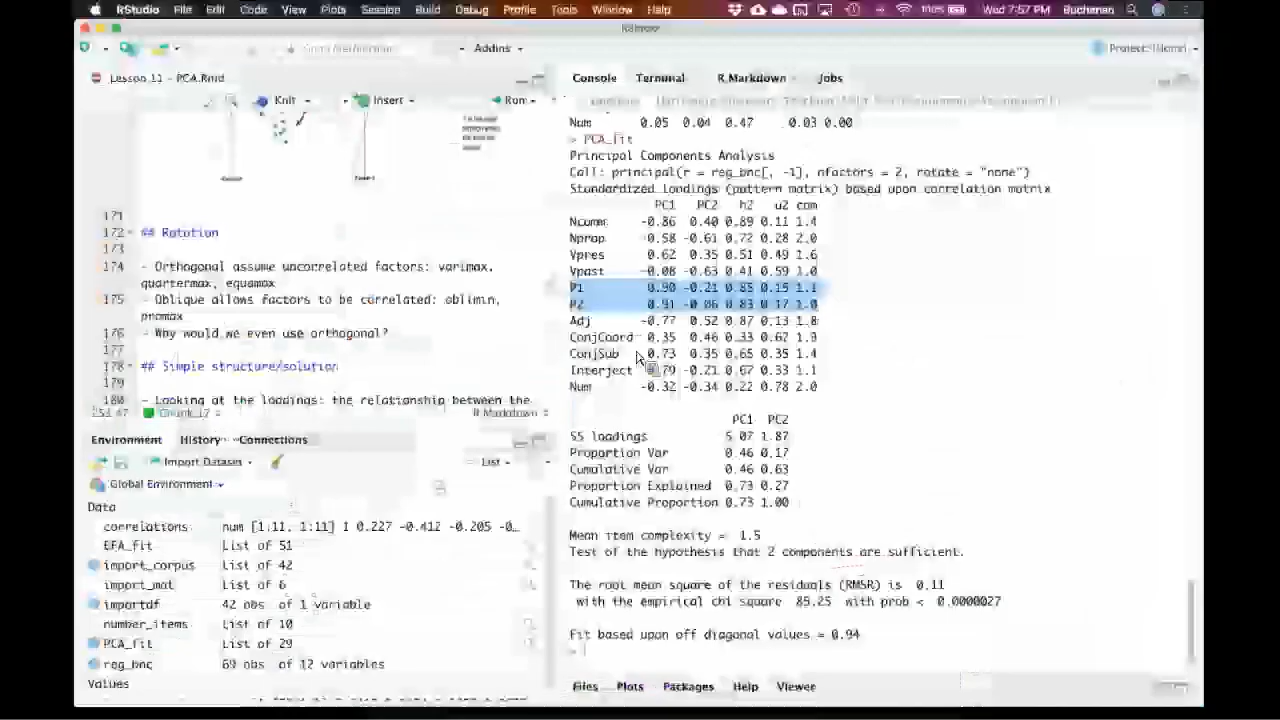 RStudio File Edit Code View Plots Session Build Debug Profile Tools Window Help 100% Wed 7:57 PM Buchanan
Addins
Project: (None)
Lesson 11 - PCA.Rmd
Knit Insert Run
171
172 ## Rotation
173
174 - Orthogonal assume uncorrelated factors: varimax,
quartermax, equamax
175 - Oblique allows factors to be correlated: oblimin,
promax
176 - Why would we even use orthogonal?
177
178 ## Simple structure/solution
179
180 - Looking at the loadings: the relationship between the
Chunk 17 R Markdown
Environment History Connections
Import Dataset List
Global Environment
Data
correlations num [1:11, 1:11] 1 0.227 -0.412 -0.205 -0…
EFA_fit List of 51
import_corpus List of 42
import_mat List of 6
importdf 42 obs. of 1 variable
number_items List of 10
PCA_fit List of 29
reg_bnc 69 obs. of 12 variables
Values
Console Terminal R Markdown Jobs
Num 0.05 0.04 0.47 0.03 0.00
> PCA_fit
Principal Components Analysis
Call: principal(r = reg_bnc[, -1], nfactors = 2, rotate = "none")
Standardized loadings (pattern matrix) based upon correlation matrix
PC1 PC2 h2 u2 com
Ncomm -0.86 0.40 0.89 0.11 1.4
Nprop -0.58 -0.61 0.72 0.28 2.0
Vpres 0.62 0.35 0.51 0.49 1.6
Vpast -0.08 -0.63 0.41 0.59 1.0
P1 0.90 -0.21 0.85 0.15 1.1
P2 0.91 -0.06 0.83 0.17 1.0
Adj -0.77 0.52 0.87 0.13 1.8
ConjCoord 0.35 0.46 0.33 0.67 1.9
ConjSub 0.73 0.35 0.65 0.35 1.4
Interject 0.79 -0.21 0.67 0.33 1.1
Num -0.32 -0.34 0.22 0.78 2.0
PC1 PC2
SS loadings 5.07 1.87
Proportion Var 0.46 0.17
Cumulative Var 0.46 0.63
Proportion Explained 0.73 0.27
Cumulative Proportion 0.73 1.00
Mean item complexity = 1.5
Test of the hypothesis that 2 components are sufficient.
The root mean square of the residuals (RMSR) is 0.11
with the empirical chi square 85.25 with prob < 0.0000027
Fit based upon off diagonal values = 0.94
>
Files Plots Packages Help Viewer